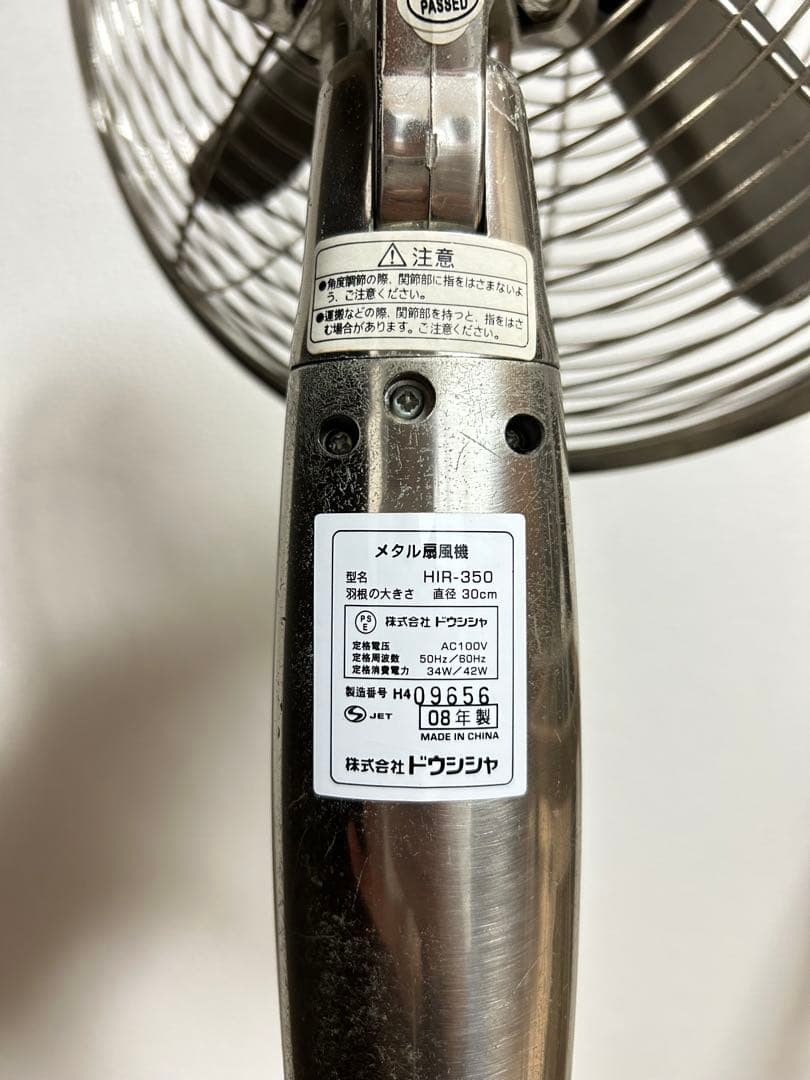 PASSED
⚠ 注意
●角度調節の際、関節部に指をはさまないよ
う、ご注意ください。
●運搬などの際、関節部を持つと、指をはさ
む場合があります。ご注意ください。
メタル扇風機
型名 HIR-350
羽根の大きさ 直径 30cm
PSE 株式会社 ドウシシャ
定格電圧 AC100V
定格周波数 50Hz/60Hz
定格消費電力 34W/42W
製造番号 H409656
S JET 08年製
MADE IN CHINA
株式会社 ドウシシャ